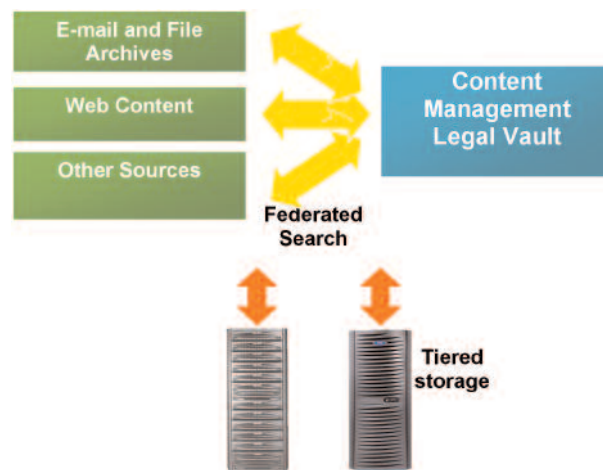 E-mail and File
Archives
Web Content
Other Sources
Content
Management
Legal Vault
Federated
Search
Tiered
storage